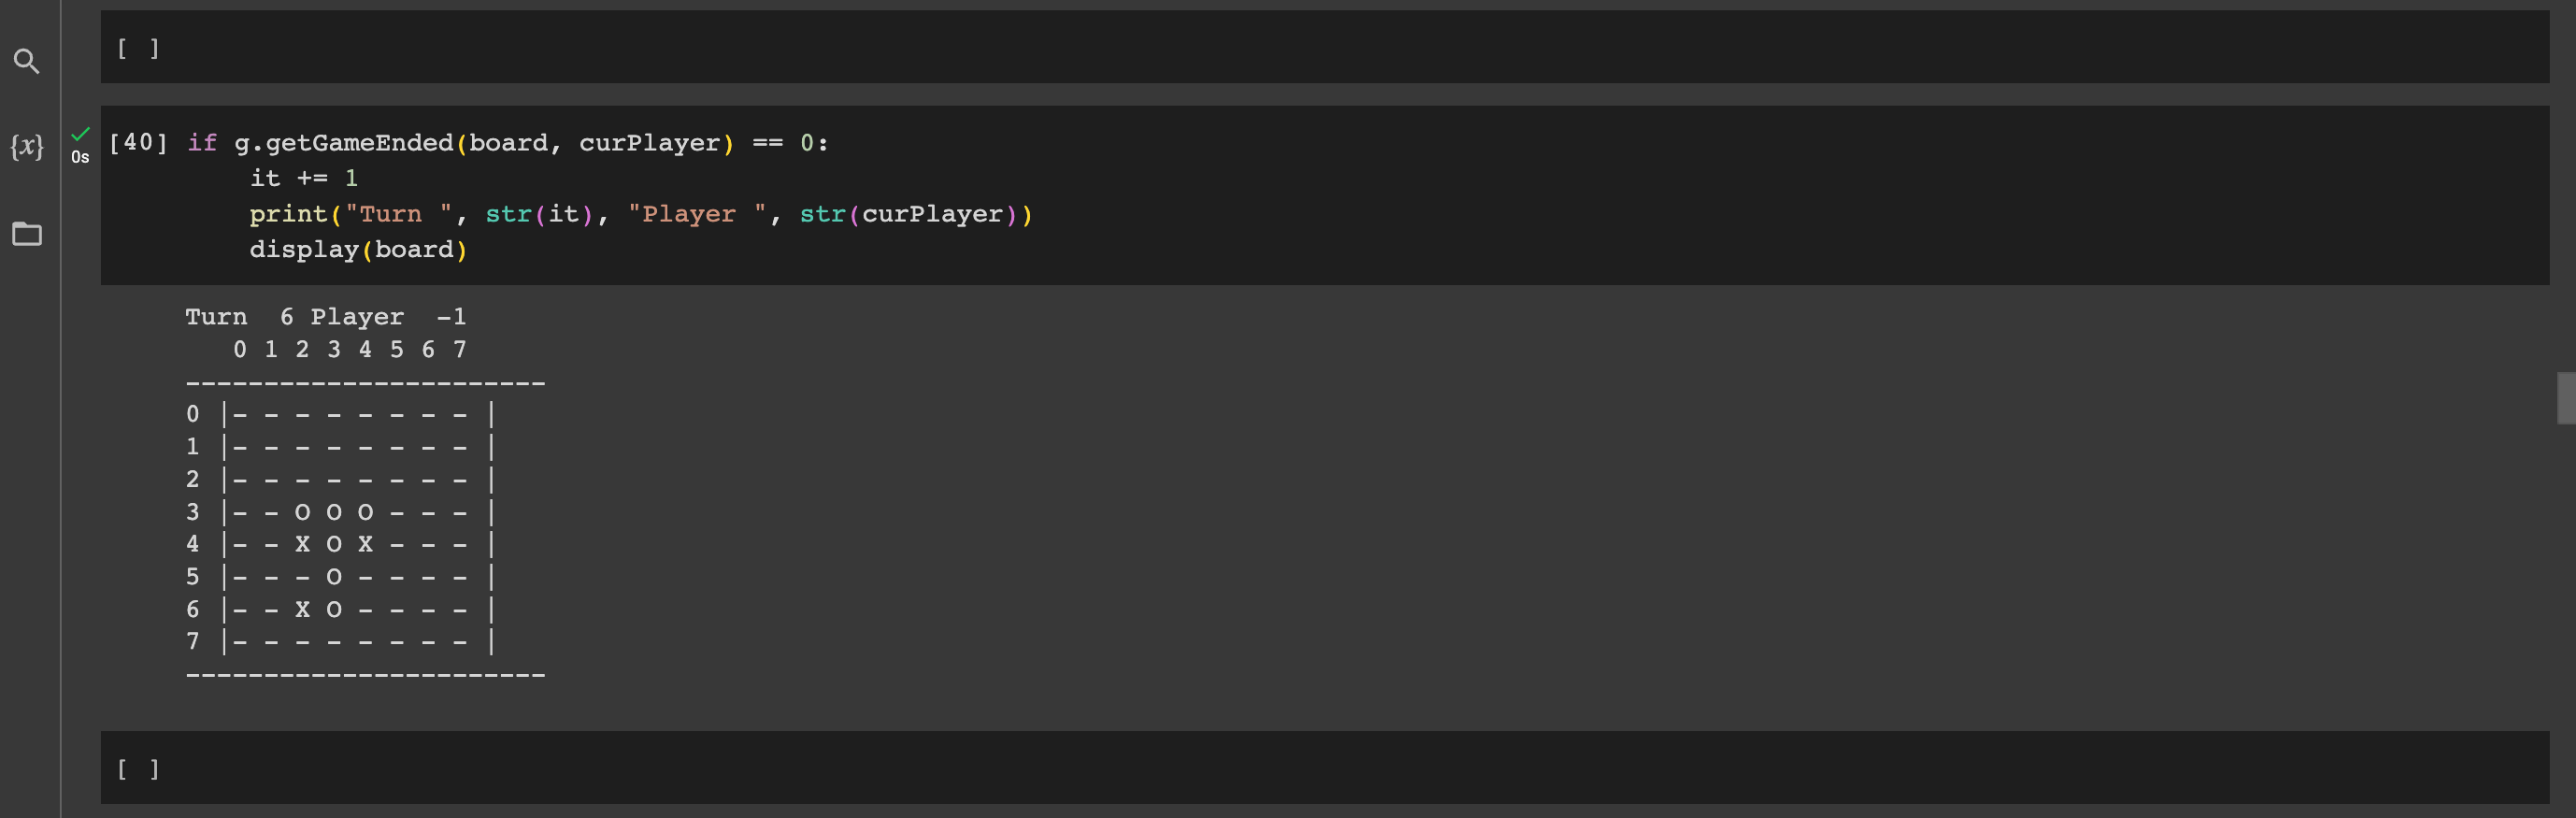 [ ]
{x}
0s
[40] if g.getGameEnded(board, curPlayer) == 0:
it += 1
print("Turn ", str(it), "Player ", str(curPlayer))
display(board)
Turn  6 Player  -1
   0 1 2 3 4 5 6 7
-----------------------
0 |- - - - - - - - |
1 |- - - - - - - - |
2 |- - - - - - - - |
3 |- - O O O - - - |
4 |- - X O X - - - |
5 |- - - O - - - - |
6 |- - X O - - - - |
7 |- - - - - - - - |
-----------------------
[ ]